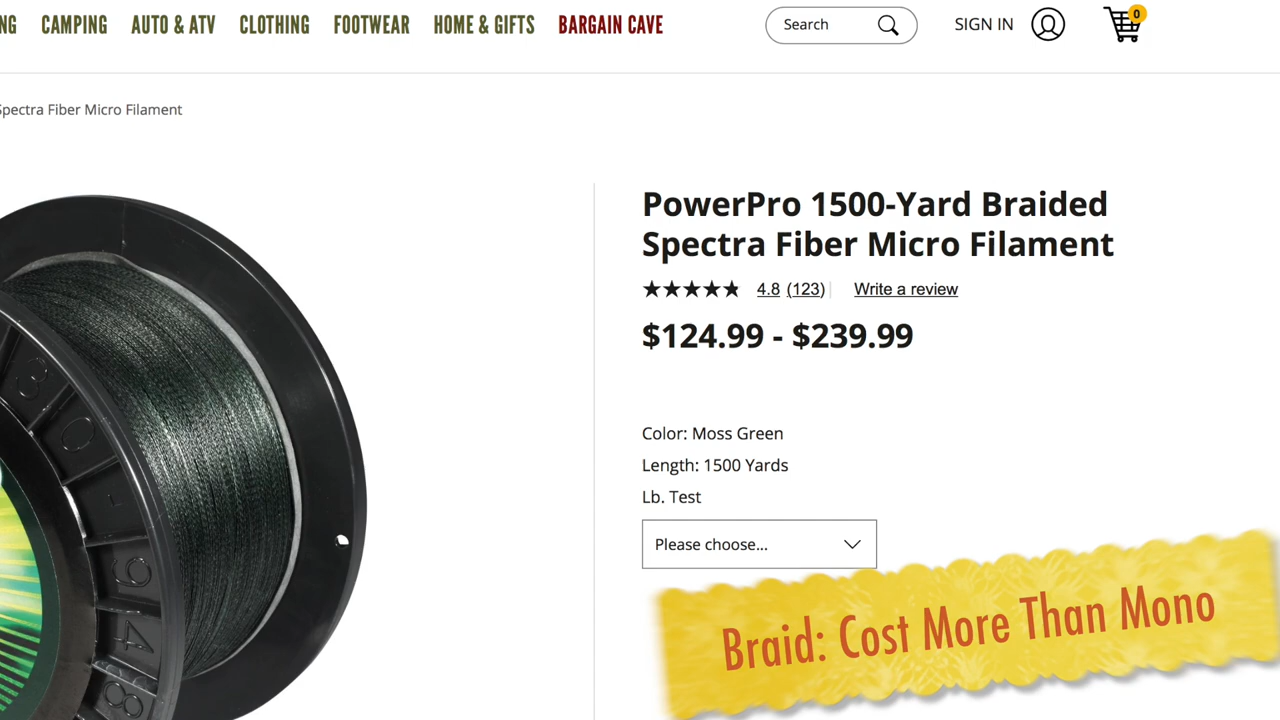 CAMPING AUTO & ATV CLOTHING FOOTWEAR HOME & GIFTS BARGAIN CAVE Search SIGN IN 0
Spectra Fiber Micro Filament
PowerPro 1500-Yard Braided
Spectra Fiber Micro Filament
4.8 (123) Write a review
$124.99 - $239.99
Color: Moss Green
Length: 1500 Yards
Lb. Test
Please choose...
Braid: Cost More Than Mono